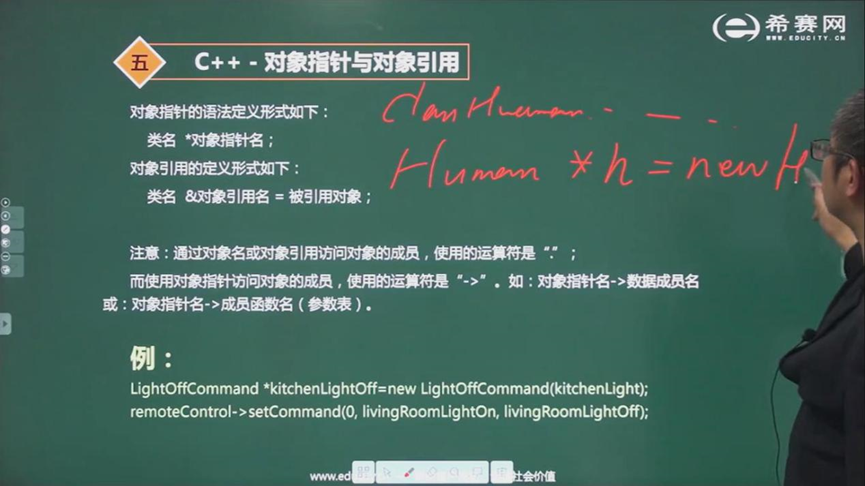 希赛网
WWW.EDUCITY.CN
五 C++ - 对象指针与对象引用
对象指针的语法定义形式如下：
类名 *对象指针名；
对象引用的定义形式如下：
类名 &对象引用名 = 被引用对象；
Human *h = new H
注意：通过对象名或对象引用访问对象的成员，使用的运算符是“.”；
而使用对象指针访问对象的成员，使用的运算符是“->”。如：对象指针名->数据成员名
或：对象指针名->成员函数名（参数表）。
例：
LightOffCommand *kitchenLightOff=new LightOffCommand(kitchenLight);
remoteControl->setCommand(0, livingRoomLightOn, livingRoomLightOff);
社会价值